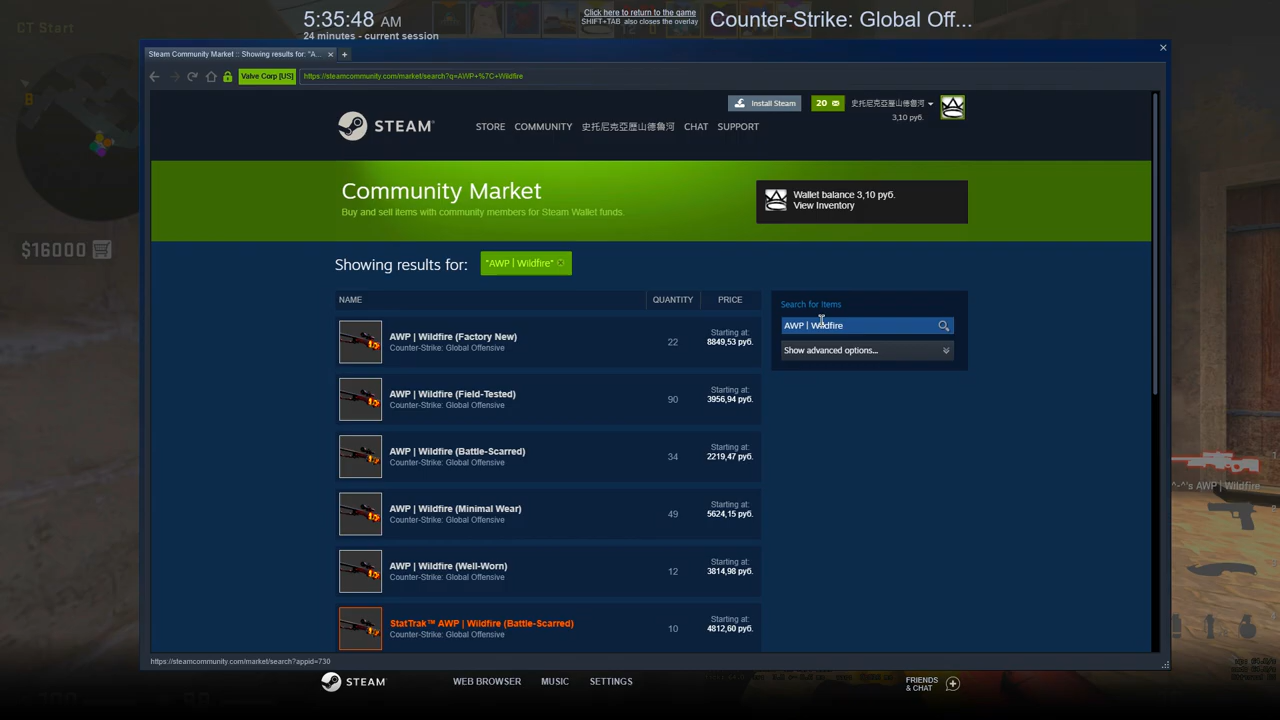 CT Start
5:35:48 AM
24 minutes - current session
Click here to return to the game
SHIFT+TAB also closes the overlay
Counter-Strike: Global Off...
Steam Community Market :: Showing results for: "A...
Valve Corp [US]
https://steamcommunity.com/market/search?q=AWP+%7C+Wildfire
B
$16000
STEAM
Install Steam
20
史托尼克亞歷山德魯河
3,10 pуб.
STORE
COMMUNITY
史托尼克亞歷山德魯河
CHAT
SUPPORT
Community Market
Buy and sell items with community members for Steam Wallet funds.
Wallet balance 3,10 pуб.
View Inventory
Showing results for:
"AWP | Wildfire"
NAME
QUANTITY
PRICE
Search for Items
AWP | Wildfire
Show advanced options...
AWP | Wildfire (Factory New)
Counter-Strike: Global Offensive
22
Starting at:
8849,53 pуб.
AWP | Wildfire (Field-Tested)
Counter-Strike: Global Offensive
90
Starting at:
3956,94 pуб.
AWP | Wildfire (Battle-Scarred)
Counter-Strike: Global Offensive
34
Starting at:
2219,47 pуб.
AWP | Wildfire (Minimal Wear)
Counter-Strike: Global Offensive
49
Starting at:
5624,15 pуб.
AWP | Wildfire (Well-Worn)
Counter-Strike: Global Offensive
12
Starting at:
3814,98 pуб.
StatTrak™ AWP | Wildfire (Battle-Scarred)
Counter-Strike: Global Offensive
10
Starting at:
4812,60 pуб.
^-^'s AWP | Wildfire
https://steamcommunity.com/market/search?appid=730
STEAM
WEB BROWSER
MUSIC
SETTINGS
FRIENDS
& CHAT